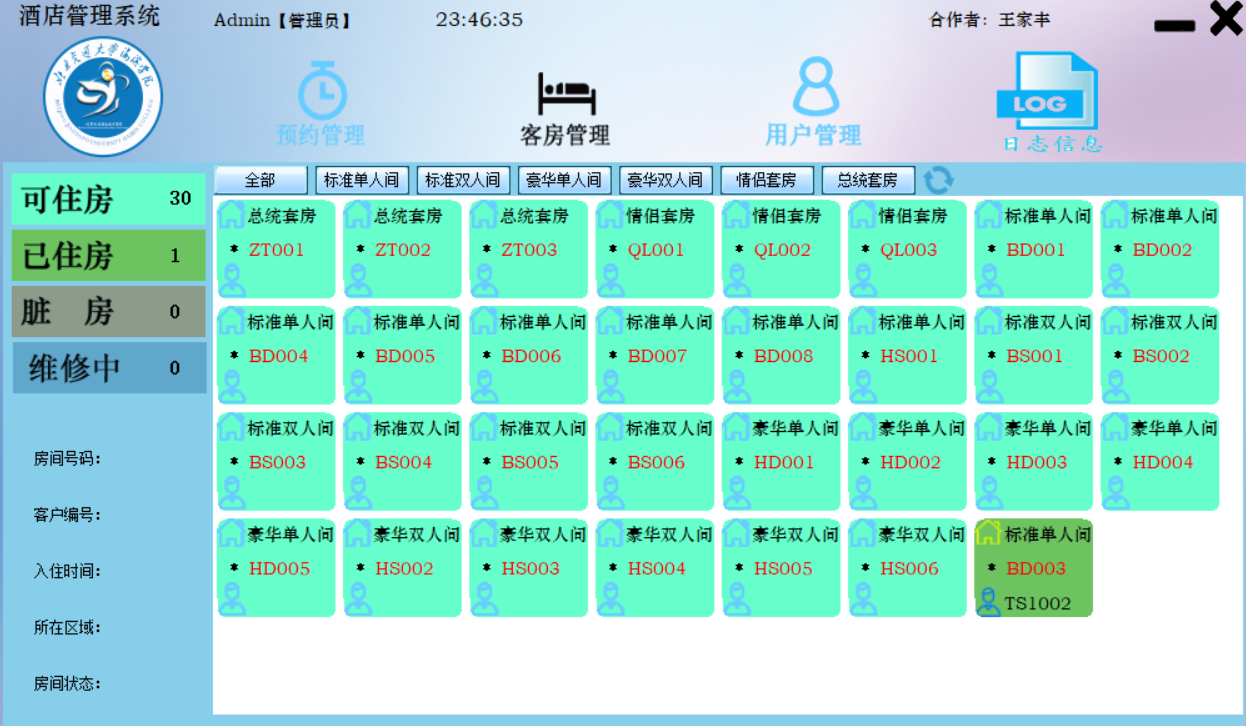 酒店管理系统 Admin【管理员】 23:46:35 合作者：王家丰
预约管理 客房管理 用户管理 LOG
日志信息
全部 标准单人间 标准双人间 豪华单人间 豪华双人间 情侣套房 总统套房
可住房 30
已住房 1
脏 房 0
维修中 0
房间号码：
客户编号：
入住时间：
所在区域：
房间状态：
总统套房 总统套房 总统套房 情侣套房 情侣套房 情侣套房 标准单人间 标准单人间
* ZT001 * ZT002 * ZT003 * QL001 * QL002 * QL003 * BD001 * BD002
标准单人间 标准单人间 标准单人间 标准单人间 标准单人间 标准单人间 标准双人间 标准双人间
* BD004 * BD005 * BD006 * BD007 * BD008 * HS001 * BS001 * BS002
标准双人间 标准双人间 标准双人间 标准双人间 豪华单人间 豪华单人间 豪华单人间 豪华单人间
* BS003 * BS004 * BS005 * BS006 * HD001 * HD002 * HD003 * HD004
豪华单人间 豪华双人间 豪华双人间 豪华双人间 豪华双人间 豪华双人间 标准单人间
* HD005 * HS002 * HS003 * HS004 * HS005 * HS006 * BD003
TS1002